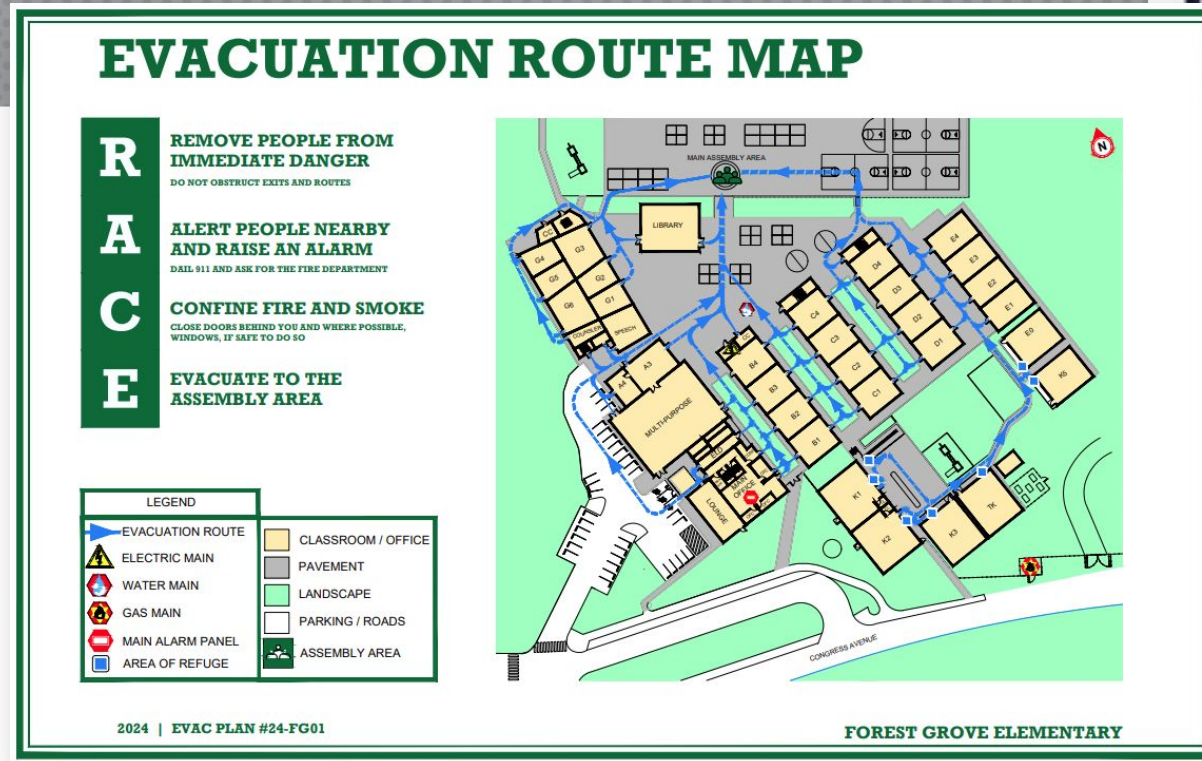 EVACUATION ROUTE MAP
R
REMOVE PEOPLE FROM
IMMEDIATE DANGER
DO NOT OBSTRUCT EXITS AND ROUTES
A
ALERT PEOPLE NEARBY
AND RAISE AN ALARM
DAIL 911 AND ASK FOR THE FIRE DEPARTMENT
C
CONFINE FIRE AND SMOKE
CLOSE DOORS BEHIND YOU AND WHERE POSSIBLE,
WINDOWS, IF SAFE TO DO SO
E
EVACUATE TO THE
ASSEMBLY AREA
LEGEND
EVACUATION ROUTE
ELECTRIC MAIN
WATER MAIN
GAS MAIN
MAIN ALARM PANEL
AREA OF REFUGE
CLASSROOM / OFFICE
PAVEMENT
LANDSCAPE
PARKING / ROADS
ASSEMBLY AREA
MAIN ASSEMBLY AREA
N
LIBRARY
CC
G3
G4
G5
G2
G6
G1
SPEECH
A3
A4
MULTI-PURPOSE
MAIN
OFFICE
LOUNGE
B4
B3
B2
B1
C4
C3
C2
C1
D4
D3
D2
D1
E4
E3
E2
E1
E0
K5
K1
K2
K3
TK
CONGRESS AVENUE
2024 | EVAC PLAN #24-FG01
FOREST GROVE ELEMENTARY